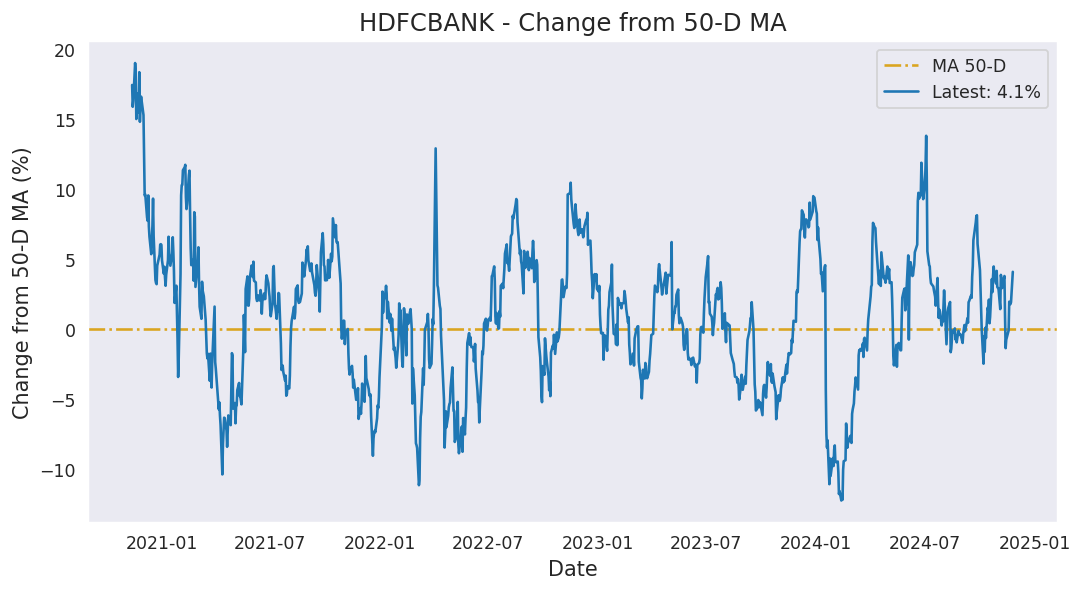 HDFCBANK - Change from 50-D MA
MA 50-D
Latest: 4.1%
Change from 50-D MA (%)
20
15
10
5
0
−5
−10
2021-01 2021-07 2022-01 2022-07 2023-01 2023-07 2024-01 2024-07 2025-01
Date